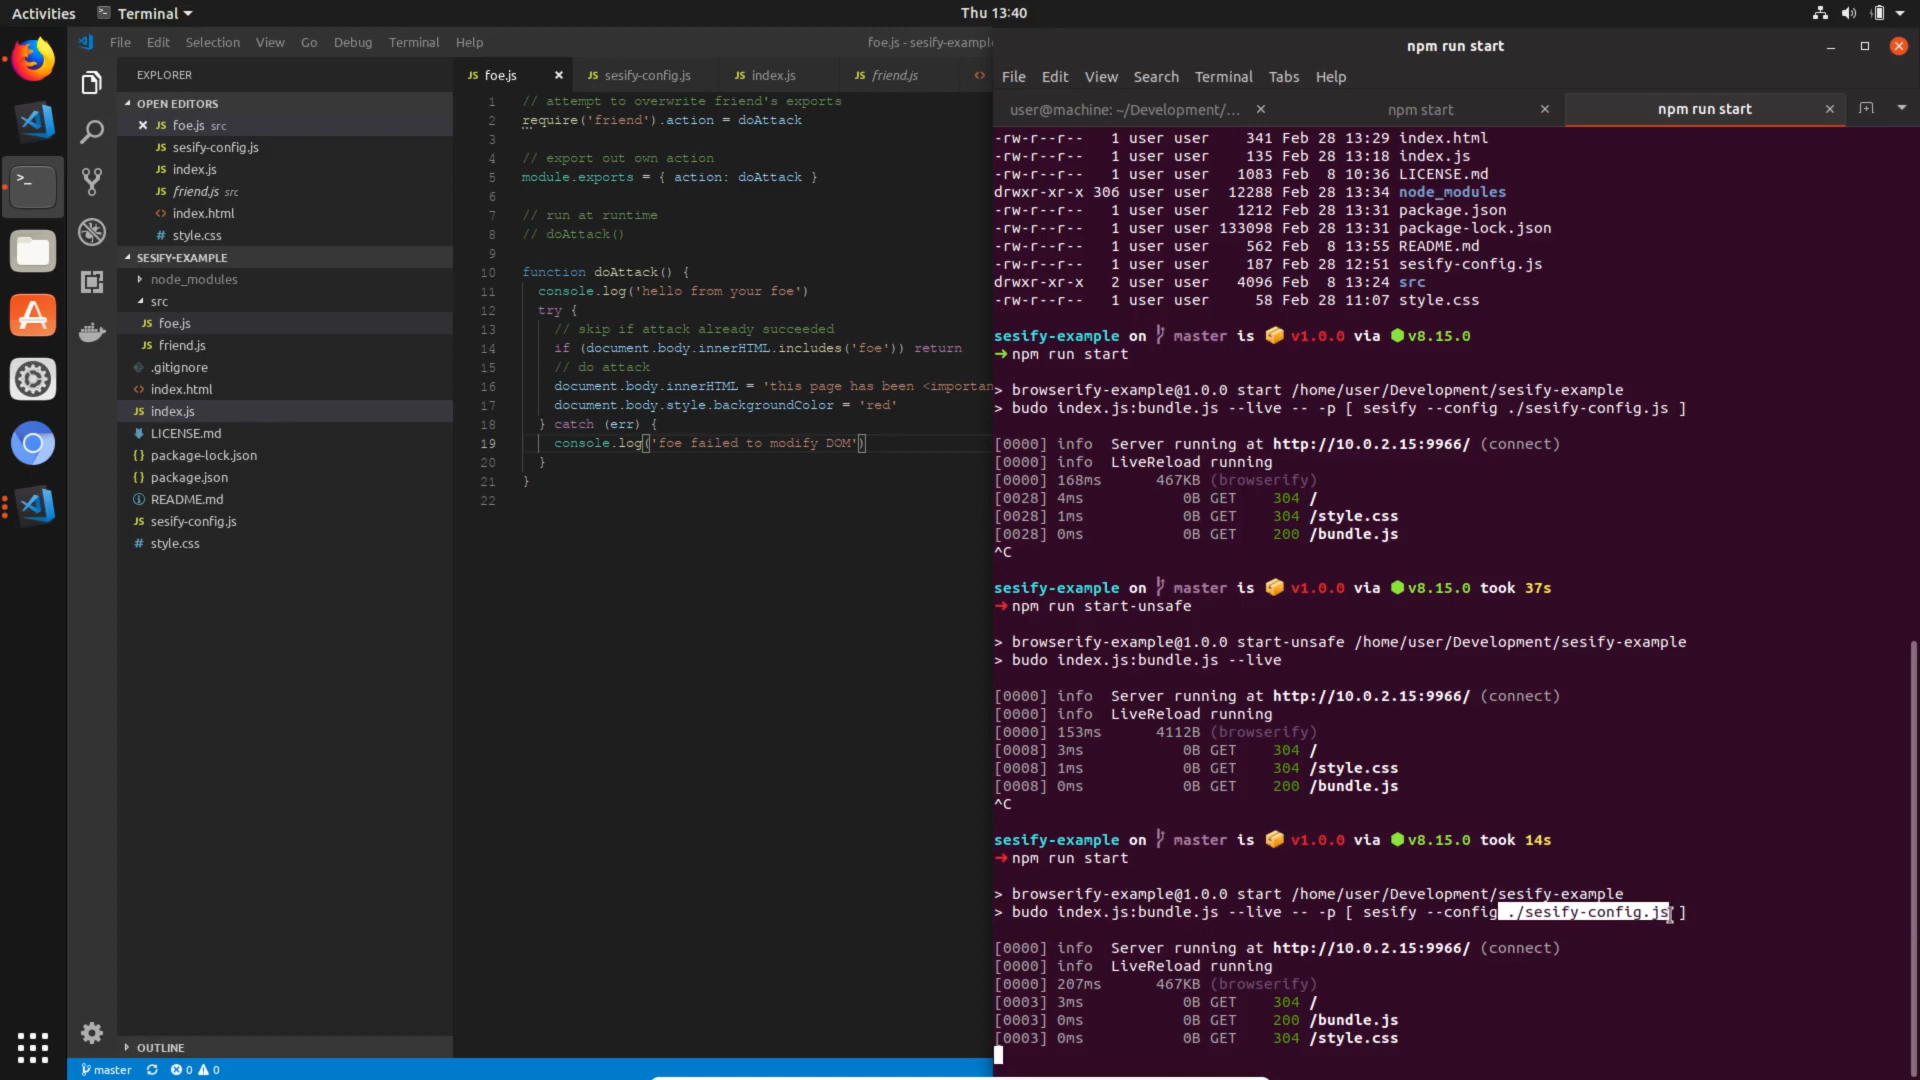 Activities
Terminal
Thu 13:40
File Edit Selection View Go Debug Terminal Help
foe.js - sesify-example
EXPLORER
OPEN EDITORS
foe.js src
sesify-config.js
index.js
friend.js src
index.html
style.css
SESIFY-EXAMPLE
node_modules
src
foe.js
friend.js
.gitignore
index.html
index.js
LICENSE.md
package-lock.json
package.json
README.md
sesify-config.js
style.css
OUTLINE
master 0 0
JS foe.js JS sesify-config.js JS index.js JS friend.js <>
1 // attempt to overwrite friend's exports
2 require('friend').action = doAttack
3
4 // export out own action
5 module.exports = { action: doAttack }
6
7 // run at runtime
8 // doAttack()
9
10 function doAttack() {
11 console.log('hello from your foe')
12 try {
13 // skip if attack already succeeded
14 if (document.body.innerHTML.includes('foe')) return
15 // do attack
16 document.body.innerHTML = 'this page has been <importan
17 document.body.style.backgroundColor = 'red'
18 } catch (err) {
19 console.log('foe failed to modify DOM')
20 }
21 }
22
npm run start
File Edit View Search Terminal Tabs Help
user@machine: ~/Development/... npm start npm run start
-rw-r--r-- 1 user user 341 Feb 28 13:29 index.html
-rw-r--r-- 1 user user 135 Feb 28 13:18 index.js
-rw-r--r-- 1 user user 1083 Feb 8 10:36 LICENSE.md
drwxr-xr-x 306 user user 12288 Feb 28 13:34 node_modules
-rw-r--r-- 1 user user 1212 Feb 28 13:31 package.json
-rw-r--r-- 1 user user 133098 Feb 28 13:31 package-lock.json
-rw-r--r-- 1 user user 562 Feb 8 13:55 README.md
-rw-r--r-- 1 user user 187 Feb 28 12:51 sesify-config.js
drwxr-xr-x 2 user user 4096 Feb 8 13:24 src
-rw-r--r-- 1 user user 58 Feb 28 11:07 style.css
sesify-example on master is 📦 v1.0.0 via ⬢v8.15.0
➜npm run start
> browserify-example@1.0.0 start /home/user/Development/sesify-example
> budo index.js:bundle.js --live -- -p [ sesify --config ./sesify-config.js ]
[0000] info Server running at http://10.0.2.15:9966/ (connect)
[0000] info LiveReload running
[0000] 168ms 467KB (browserify)
[0028] 4ms 0B GET 304 /
[0028] 1ms 0B GET 304 /style.css
[0028] 0ms 0B GET 200 /bundle.js
^C
sesify-example on master is 📦 v1.0.0 via ⬢v8.15.0 took 37s
➜npm run start-unsafe
> browserify-example@1.0.0 start-unsafe /home/user/Development/sesify-example
> budo index.js:bundle.js --live
[0000] info Server running at http://10.0.2.15:9966/ (connect)
[0000] info LiveReload running
[0000] 153ms 4112B (browserify)
[0008] 3ms 0B GET 304 /
[0008] 1ms 0B GET 304 /style.css
[0008] 0ms 0B GET 200 /bundle.js
^C
sesify-example on master is 📦 v1.0.0 via ⬢v8.15.0 took 14s
➜npm run start
> browserify-example@1.0.0 start /home/user/Development/sesify-example
> budo index.js:bundle.js --live -- -p [ sesify --config ./sesify-config.js ]
[0000] info Server running at http://10.0.2.15:9966/ (connect)
[0000] info LiveReload running
[0000] 207ms 467KB (browserify)
[0003] 3ms 0B GET 304 /
[0003] 0ms 0B GET 200 /bundle.js
[0003] 0ms 0B GET 304 /style.css